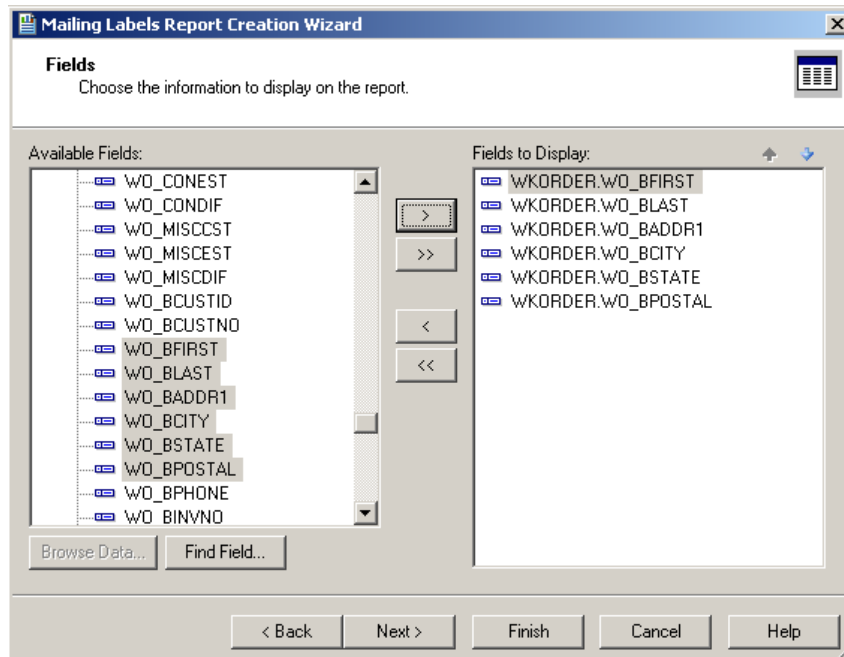 Mailing Labels Report Creation Wizard
Fields
Choose the information to display on the report.
Available Fields:
WO_CONEST
WO_CONDIF
WO_MISCCST
WO_MISCEST
WO_MISCDIF
WO_BCUSTID
WO_BCUSTNO
WO_BFIRST
WO_BLAST
WO_BADDR1
WO_BCITY
WO_BSTATE
WO_BPOSTAL
WO_BPHONE
WO_BINVNO
>
>>
<
<<
Fields to Display:
WKORDER.WO_BFIRST
WKORDER.WO_BLAST
WKORDER.WO_BADDR1
WKORDER.WO_BCITY
WKORDER.WO_BSTATE
WKORDER.WO_BPOSTAL
Browse Data... Find Field...
< Back Next > Finish Cancel Help